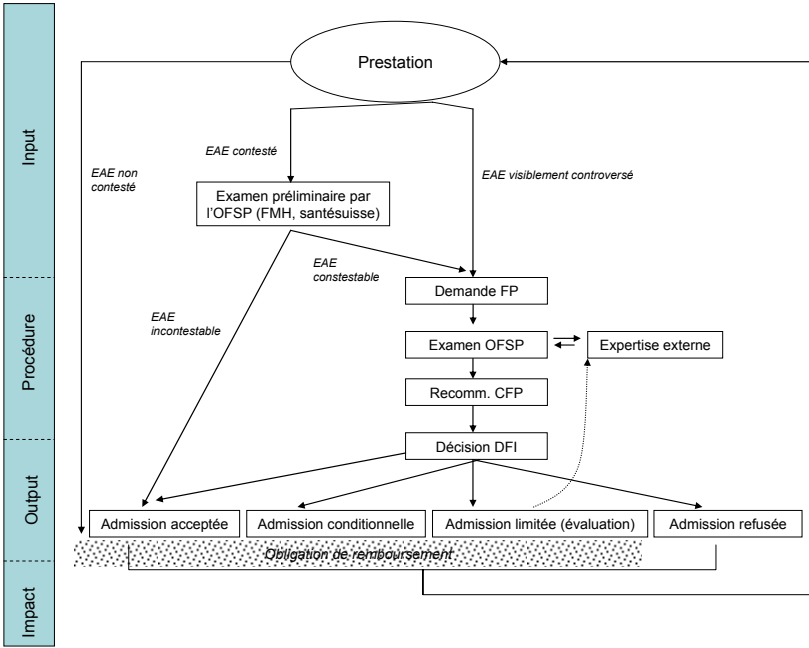 Prestation
Input
EAE contesté
EAE non
contesté
EAE visiblement controversé
Examen préliminaire par
l'OFSP (FMH, santésuisse)
EAE
constestable
Demande FP
EAE
incontestable
Procédure
Examen OFSP
Expertise externe
Recomm. CFP
Décision DFI
Output
Admission acceptée
Admission conditionnelle
Admission limitée (évaluation)
Admission refusée
Obligation de remboursement
Impact